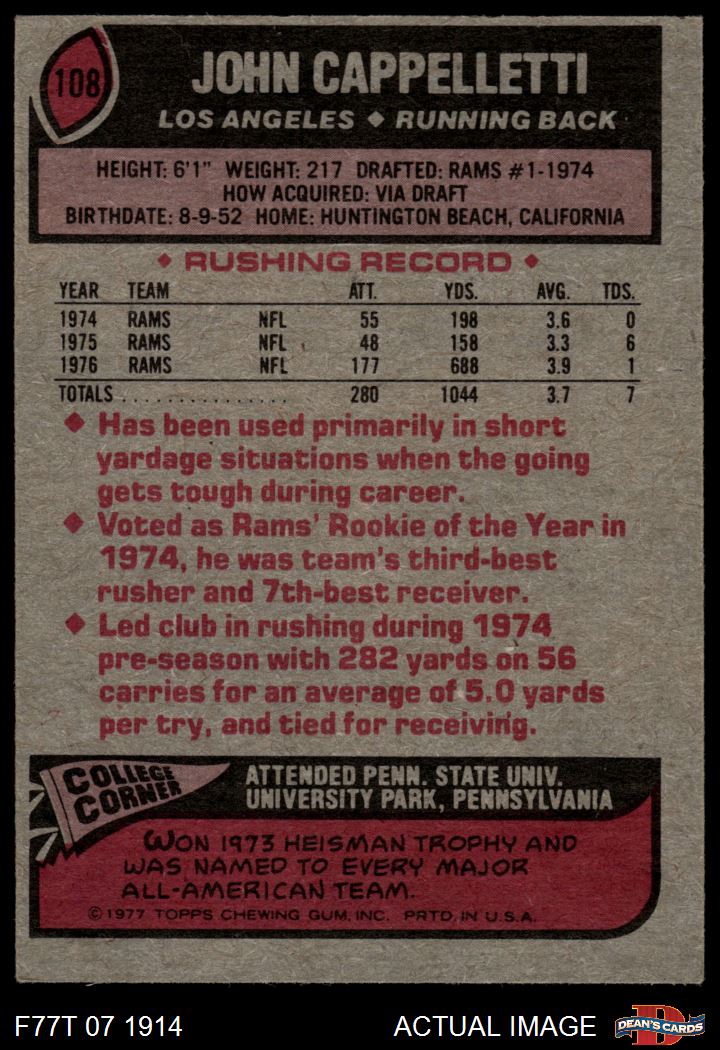 108
JOHN CAPPELLETTI
LOS ANGELES ♦ RUNNING BACK
HEIGHT: 6'1" WEIGHT: 217 DRAFTED: RAMS #1-1974
HOW ACQUIRED: VIA DRAFT
BIRTHDATE: 8-9-52 HOME: HUNTINGTON BEACH, CALIFORNIA
♦ RUSHING RECORD ♦
YEAR TEAM ATT. YDS. AVG. TDS.
1974 RAMS NFL 55 198 3.6 0
1975 RAMS NFL 48 158 3.3 6
1976 RAMS NFL 177 688 3.9 1
TOTALS . . . . . . . . . . . . . . . 280 1044 3.7 7
♦ Has been used primarily in short
yardage situations when the going
gets tough during career.
♦ Voted as Rams' Rookie of the Year in
1974, he was team's third-best
rusher and 7th-best receiver.
♦ Led club in rushing during 1974
pre-season with 282 yards on 56
carries for an average of 5.0 yards
per try, and tied for receiving.
COLLEGE
CORNER
ATTENDED PENN. STATE UNIV.
UNIVERSITY PARK, PENNSYLVANIA
WON 1973 HEISMAN TROPHY AND
WAS NAMED TO EVERY MAJOR
ALL-AMERICAN TEAM.
© 1977 TOPPS CHEWING GUM, INC. PRTD. IN U.S.A.
F77T 07 1914
ACTUAL IMAGE
D
DEAN'S CARDS